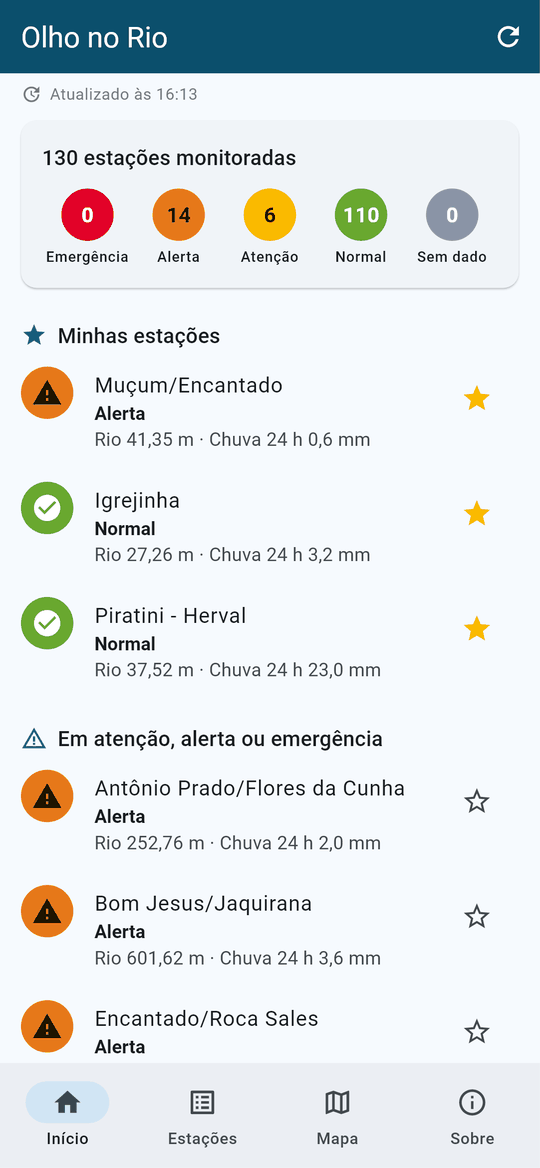 Olho no Rio
Atualizado às 16:13
130 estações monitoradas
0 14 6 110 0
Emergência Alerta Atenção Normal Sem dado
Minhas estações
Muçum/Encantado
Alerta
Rio 41,35 m · Chuva 24 h 0,6 mm
Igrejinha
Normal
Rio 27,26 m · Chuva 24 h 3,2 mm
Piratini - Herval
Normal
Rio 37,52 m · Chuva 24 h 23,0 mm
Em atenção, alerta ou emergência
Antônio Prado/Flores da Cunha
Alerta
Rio 252,76 m · Chuva 24 h 2,0 mm
Bom Jesus/Jaquirana
Alerta
Rio 601,62 m · Chuva 24 h 3,6 mm
Encantado/Roca Sales
Alerta
Início Estações Mapa Sobre